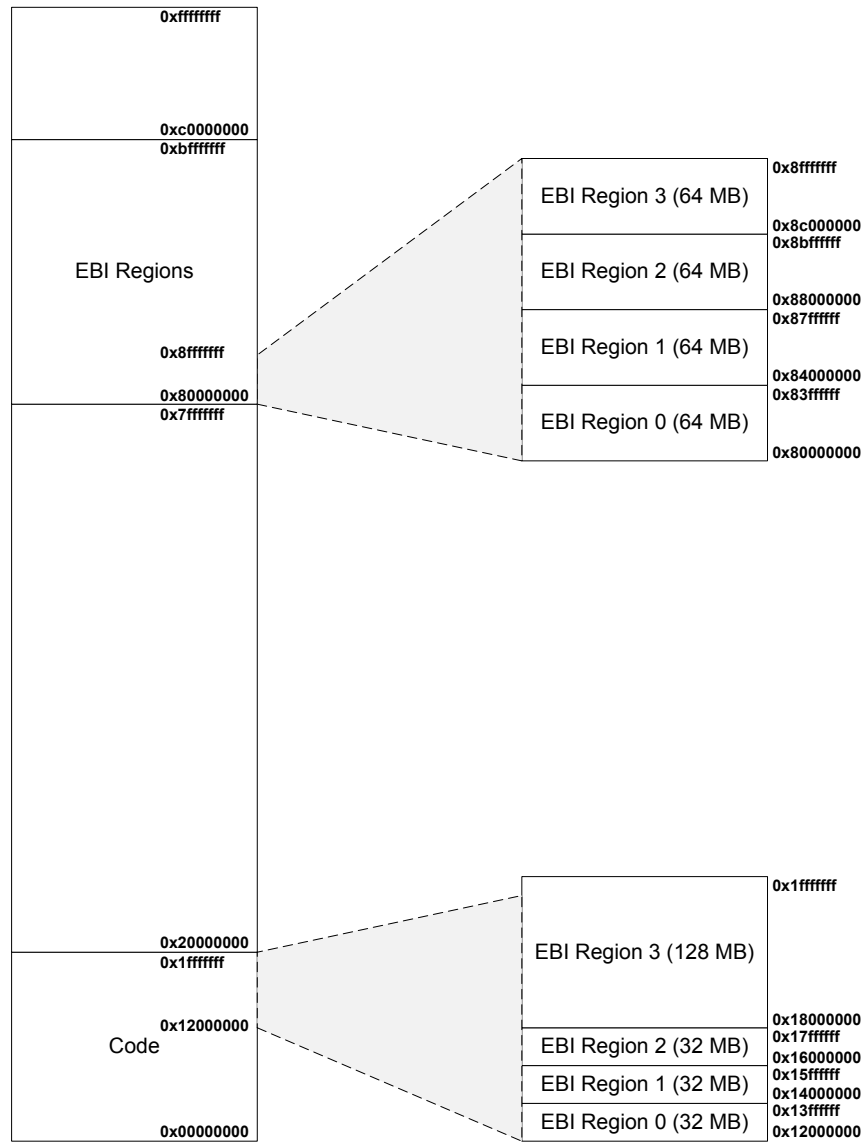 0xffffffff
0xc0000000
0xbfffffff
EBI Regions
0x8fffffff
0x80000000
0x7fffffff
0x20000000
0x1fffffff
0x12000000
Code
0x00000000
0x8fffffff
EBI Region 3 (64 MB)
0x8c000000
0x8bffffff
EBI Region 2 (64 MB)
0x88000000
0x87ffffff
EBI Region 1 (64 MB)
0x84000000
0x83ffffff
EBI Region 0 (64 MB)
0x80000000
0x1fffffff
EBI Region 3 (128 MB)
0x18000000
0x17ffffff
EBI Region 2 (32 MB)
0x16000000
0x15ffffff
EBI Region 1 (32 MB)
0x14000000
0x13ffffff
EBI Region 0 (32 MB)
0x12000000